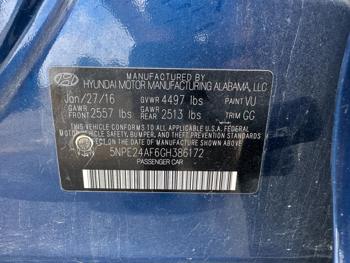 MANUFACTURED BY
HYUNDAI MOTOR MANUFACTURING ALABAMA, LLC
Jan/27/16 GVWR 4497 lbs PAINT VU
GAWR FRONT 2557 lbs GAWR REAR 2513 lbs TRIM GG
THIS VEHICLE CONFORMS TO ALL APPLICABLE U.S. FEDERAL MOTOR
VEHICLE SAFETY, BUMPER, AND THEFT PREVENTION STANDARDS
IN EFFECT ON THE DATE OF MANUFACTURE SHOWN ABOVE.
5NPE24AF6GH386172
PASSENGER CAR